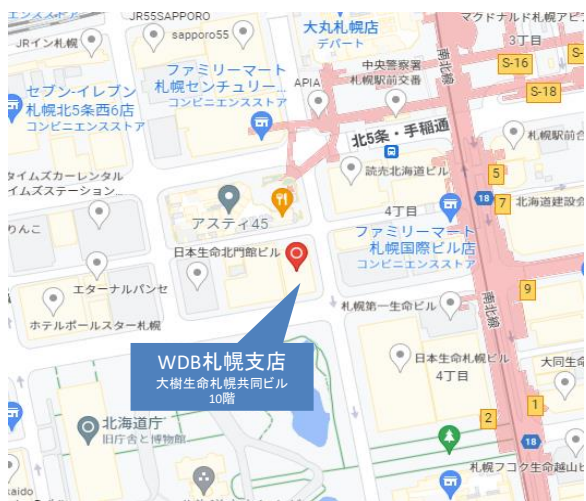 JR55SAPPORO
sapporo55
JRイン札幌
大丸札幌店
デパート
マクドナルド札幌アピ
3丁目
南北線
S-16
S-18
S-
中央警察署
札幌駅前交番
APIA
ファミリーマート
札幌センチュリー...
コンビニエンスストア
セブン-イレブン
札幌北5条西6店
コンビニエンスストア
北5条・手稲通
札幌駅前合
読売北海道ビル
5
18
7
北海道建設会
タイムズカーレンタル
イムズステーション...
アスティ45
4丁目
ファミリーマート
札幌国際ビル店
コンビニエンスストア
りんこ
日本生命北門館ビル
エターナルパンセ
9
南北線
札幌第一生命ビル
ホテルポールスター札幌
WDB札幌支店
大樹生命札幌共同ビル
10階
日本生命札幌ビル
4丁目
大同生命
1
2
18
北海道庁
旧庁舎と博物館
札幌フコク生命越山ビ
kaido